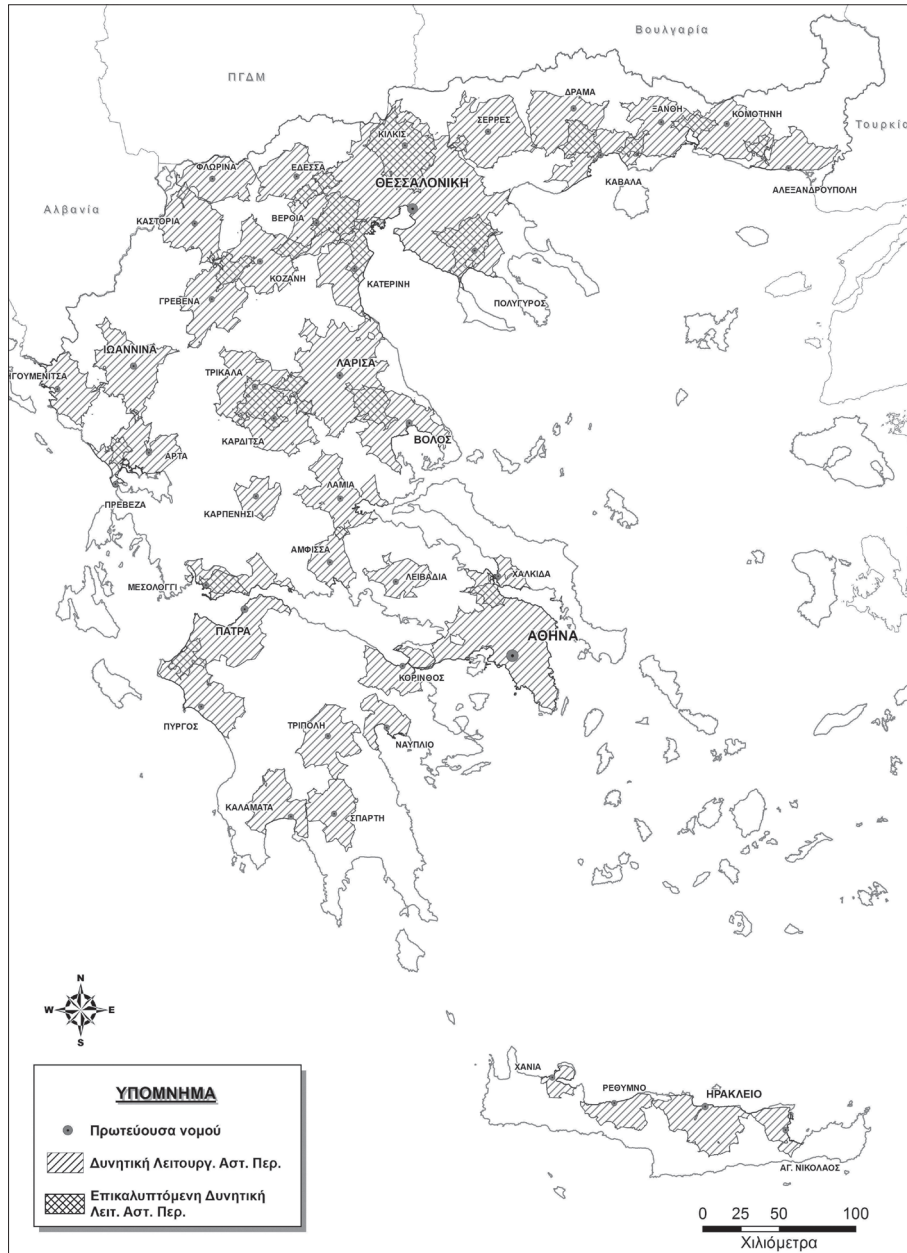 Βουλγαρία
ΠΓΔΜ
Τουρκία
Αλβανία
ΔΡΑΜΑ
ΞΑΝΘΗ
ΚΟΜΟΤΗΝΗ
ΣΕΡΡΕΣ
ΚΙΛΚΙΣ
ΦΛΩΡΙΝΑ
ΕΔΕΣΣΑ
ΘΕΣΣΑΛΟΝΙΚΗ
ΚΑΒΑΛΑ
ΑΛΕΞΑΝΔΡΟΥΠΟΛΗ
ΚΑΣΤΟΡΙΑ
ΒΕΡΟΙΑ
ΚΟΖΑΝΗ
ΚΑΤΕΡΙΝΗ
ΓΡΕΒΕΝΑ
ΠΟΛΥΓΥΡΟΣ
ΙΩΑΝΝΙΝΑ
ΗΓΟΥΜΕΝΙΤΣΑ
ΤΡΙΚΑΛΑ
ΛΑΡΙΣΑ
ΚΑΡΔΙΤΣΑ
ΒΟΛΟΣ
ΑΡΤΑ
ΠΡΕΒΕΖΑ
ΚΑΡΠΕΝΗΣΙ
ΛΑΜΙΑ
ΑΜΦΙΣΣΑ
ΛΕΙΒΑΔΙΑ
ΧΑΛΚΙΔΑ
ΜΕΣΟΛΟΓΓΙ
ΠΑΤΡΑ
ΑΘΗΝΑ
ΚΟΡΙΝΘΟΣ
ΠΥΡΓΟΣ
ΤΡΙΠΟΛΗ
ΝΑΥΠΛΙΟ
ΚΑΛΑΜΑΤΑ
ΣΠΑΡΤΗ
N
W E
S
ΧΑΝΙΑ
ΡΕΘΥΜΝΟ
ΗΡΑΚΛΕΙΟ
ΑΓ. ΝΙΚΟΛΑΟΣ
ΥΠΟΜΝΗΜΑ
Πρωτεύουσα νομού
Δυνητική Λειτουργ. Αστ. Περ.
Επικαλυπτόμενη Δυνητική
Λειτ. Αστ. Περ.
0 25 50 100
Χιλιόμετρα